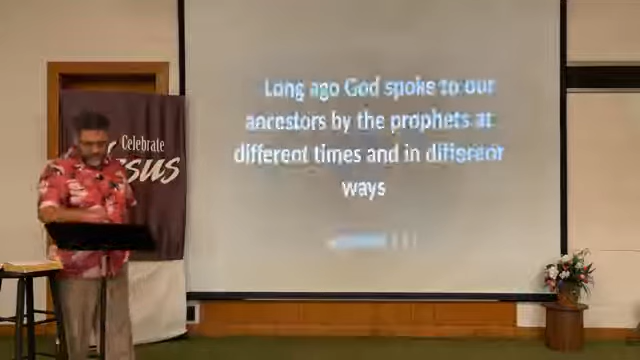 Celebrate
Long ago God spoke to our
ancestors by the prophets at
different times and in different
ways